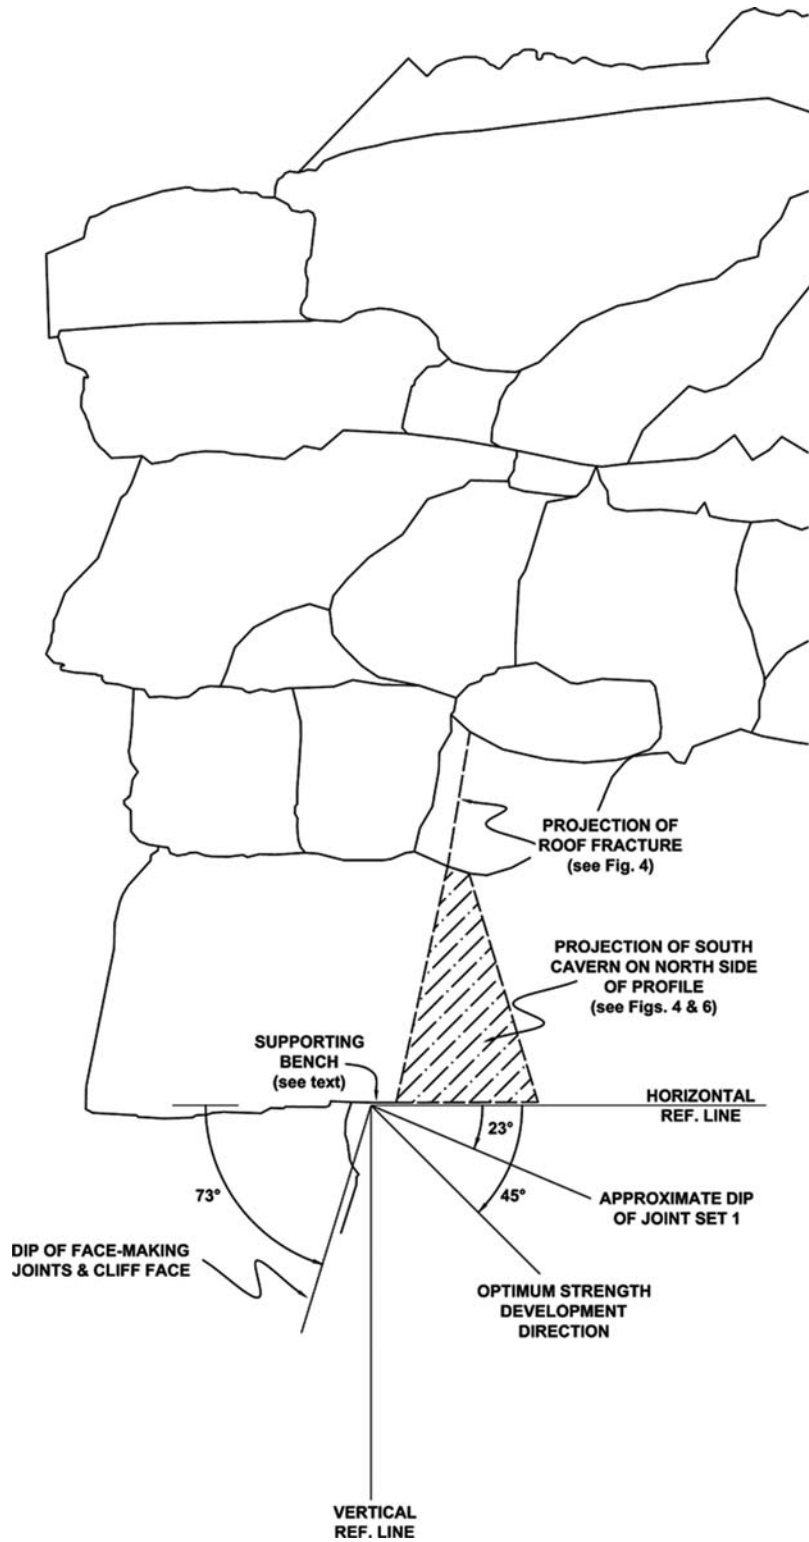 PROJECTION OF
ROOF FRACTURE
(see Fig. 4)
PROJECTION OF SOUTH
CAVERN ON NORTH SIDE
OF PROFILE
(see Figs. 4 & 6)
SUPPORTING
BENCH
(see text)
HORIZONTAL
REF. LINE
23°
73°
45°
APPROXIMATE DIP
OF JOINT SET 1
DIP OF FACE-MAKING
JOINTS & CLIFF FACE
OPTIMUM STRENGTH
DEVELOPMENT
DIRECTION
VERTICAL
REF. LINE